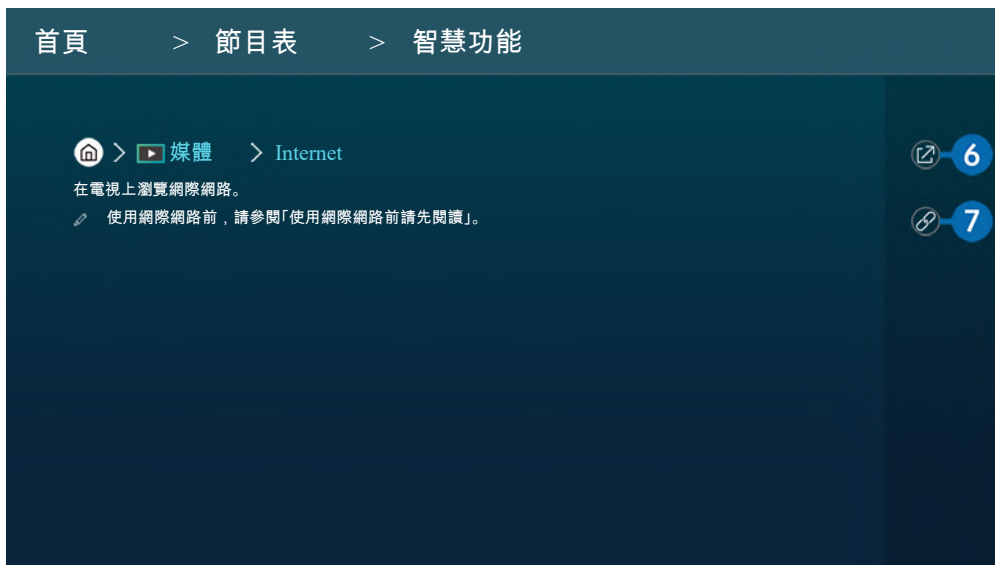 首頁 > 節目表 > 智慧功能
媒體 > Internet
6
在電視上瀏覽網際網路。
使用網際網路前，請參閱「使用網際網路前請先閱讀」。
7